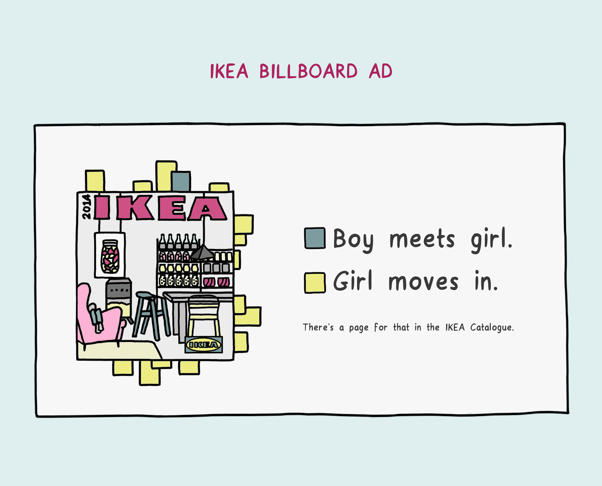 IKEA BILLBOARD AD
2014
IKEA
IKEA
Boy meets girl.
Girl moves in.
There's a page for that in the IKEA Catalogue.